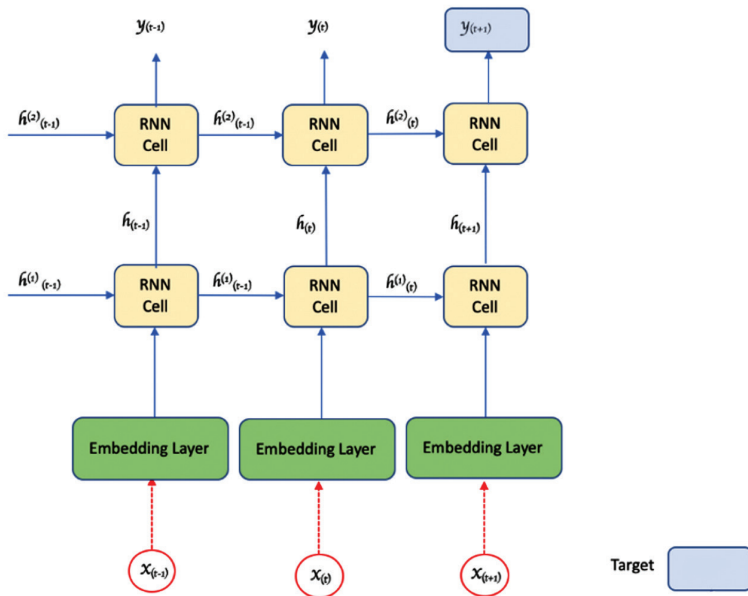 y(t-1) y(t) y(t+1)
h(2)(t-1) RNN Cell h(2)(t-1) RNN Cell h(2)(t) RNN Cell
h(t-1) h(t) h(t+1)
h(1)(t-1) RNN Cell h(1)(t-1) RNN Cell h(1)(t) RNN Cell
Embedding Layer Embedding Layer Embedding Layer
x(t-1) x(t) x(t+1)
Target